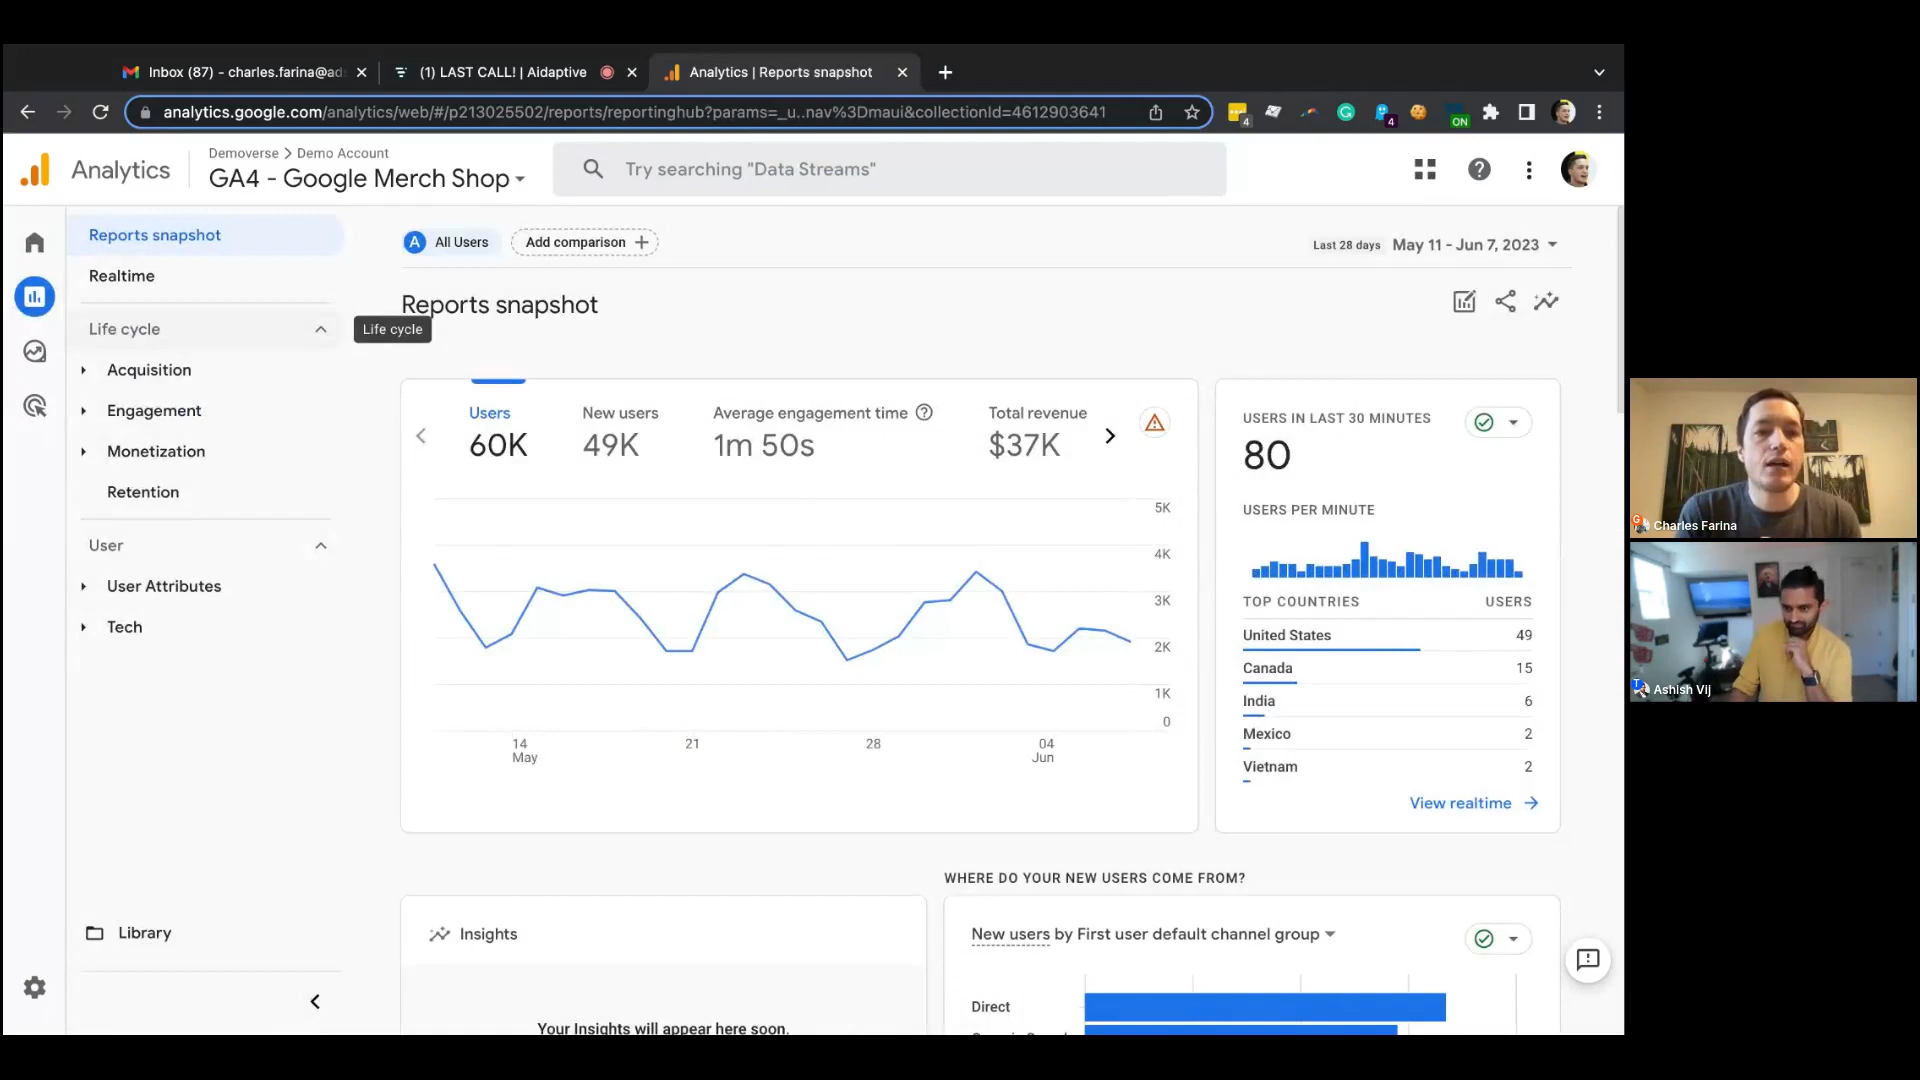 Inbox (87) - charles.farina@ad
(1) LAST CALL! | Aidaptive
Analytics | Reports snapshot
analytics.google.com/analytics/web/#/p213025502/reports/reportinghub?params=_u..nav%3Dmaui&collectionId=4612903641
4
4
ON
Analytics
Demoverse > Demo Account
GA4 - Google Merch Shop
Try searching "Data Streams"
Reports snapshot
Realtime
Life cycle
Acquisition
Engagement
Monetization
Retention
User
User Attributes
Tech
Library
A All Users
Add comparison +
Last 28 days May 11 - Jun 7, 2023
Reports snapshot
Life cycle
Users
60K
New users
49K
Average engagement time
1m 50s
Total revenue
$37K
5K
4K
3K
2K
1K
0
14
May
21
28
04
Jun
USERS IN LAST 30 MINUTES
80
USERS PER MINUTE
TOP COUNTRIES USERS
United States 49
Canada 15
India 6
Mexico 2
Vietnam 2
View realtime
Insights
Your Insights will appear here soon.
WHERE DO YOUR NEW USERS COME FROM?
New users by First user default channel group
Direct
Charles Farina
Ashish Vij